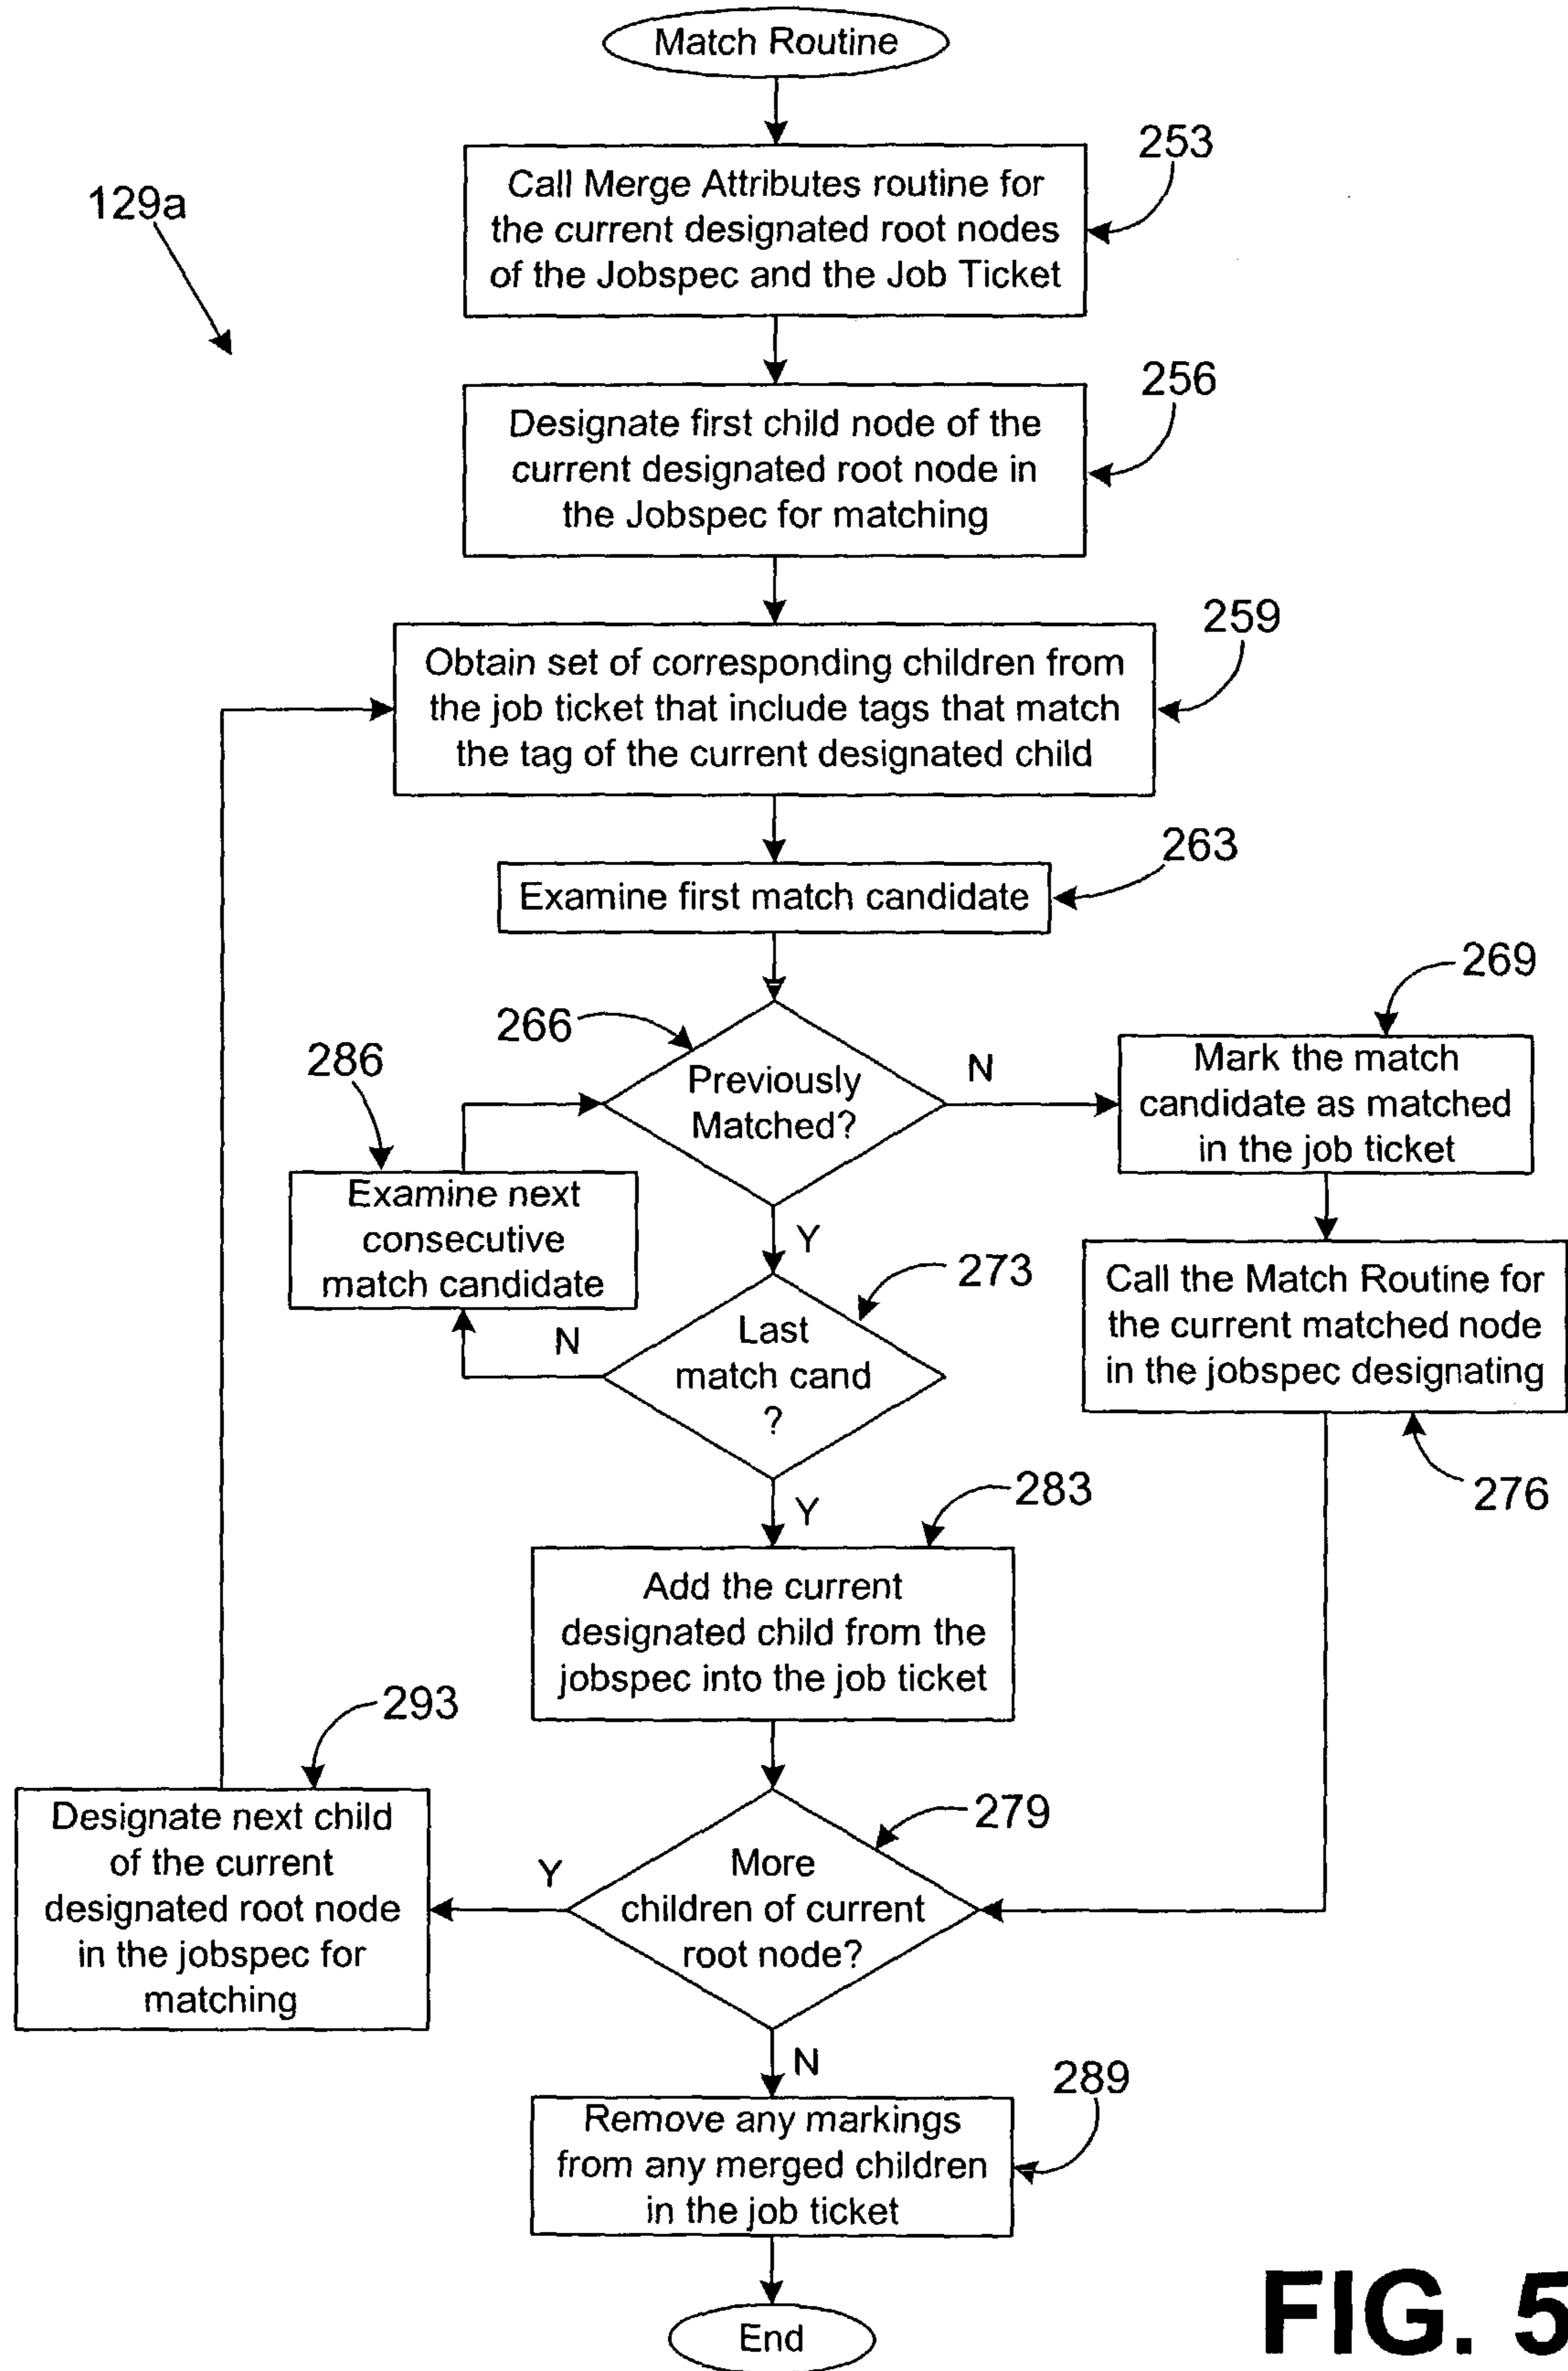 Match Routine
253
Call Merge Attributes routine for
the current designated root nodes
of the Jobspec and the Job Ticket
129a
256
Designate first child node of the
current designated root node in
the Jobspec for matching
259
Obtain set of corresponding children from
the job ticket that include tags that match
the tag of the current designated child
263
Examine first match candidate
269
266
Previously
Matched?
N
Mark the match
candidate as matched
in the job ticket
286
Examine next
consecutive
match candidate
Y
273
Call the Match Routine for
the current matched node
in the jobspec designating
N
Last
match cand
?
276
Y
283
Add the current
designated child from the
jobspec into the job ticket
293
Designate next child
of the current
designated root node
in the jobspec for
matching
279
Y
More
children of current
root node?
N
289
Remove any markings
from any merged children
in the job ticket
End
FIG. 5